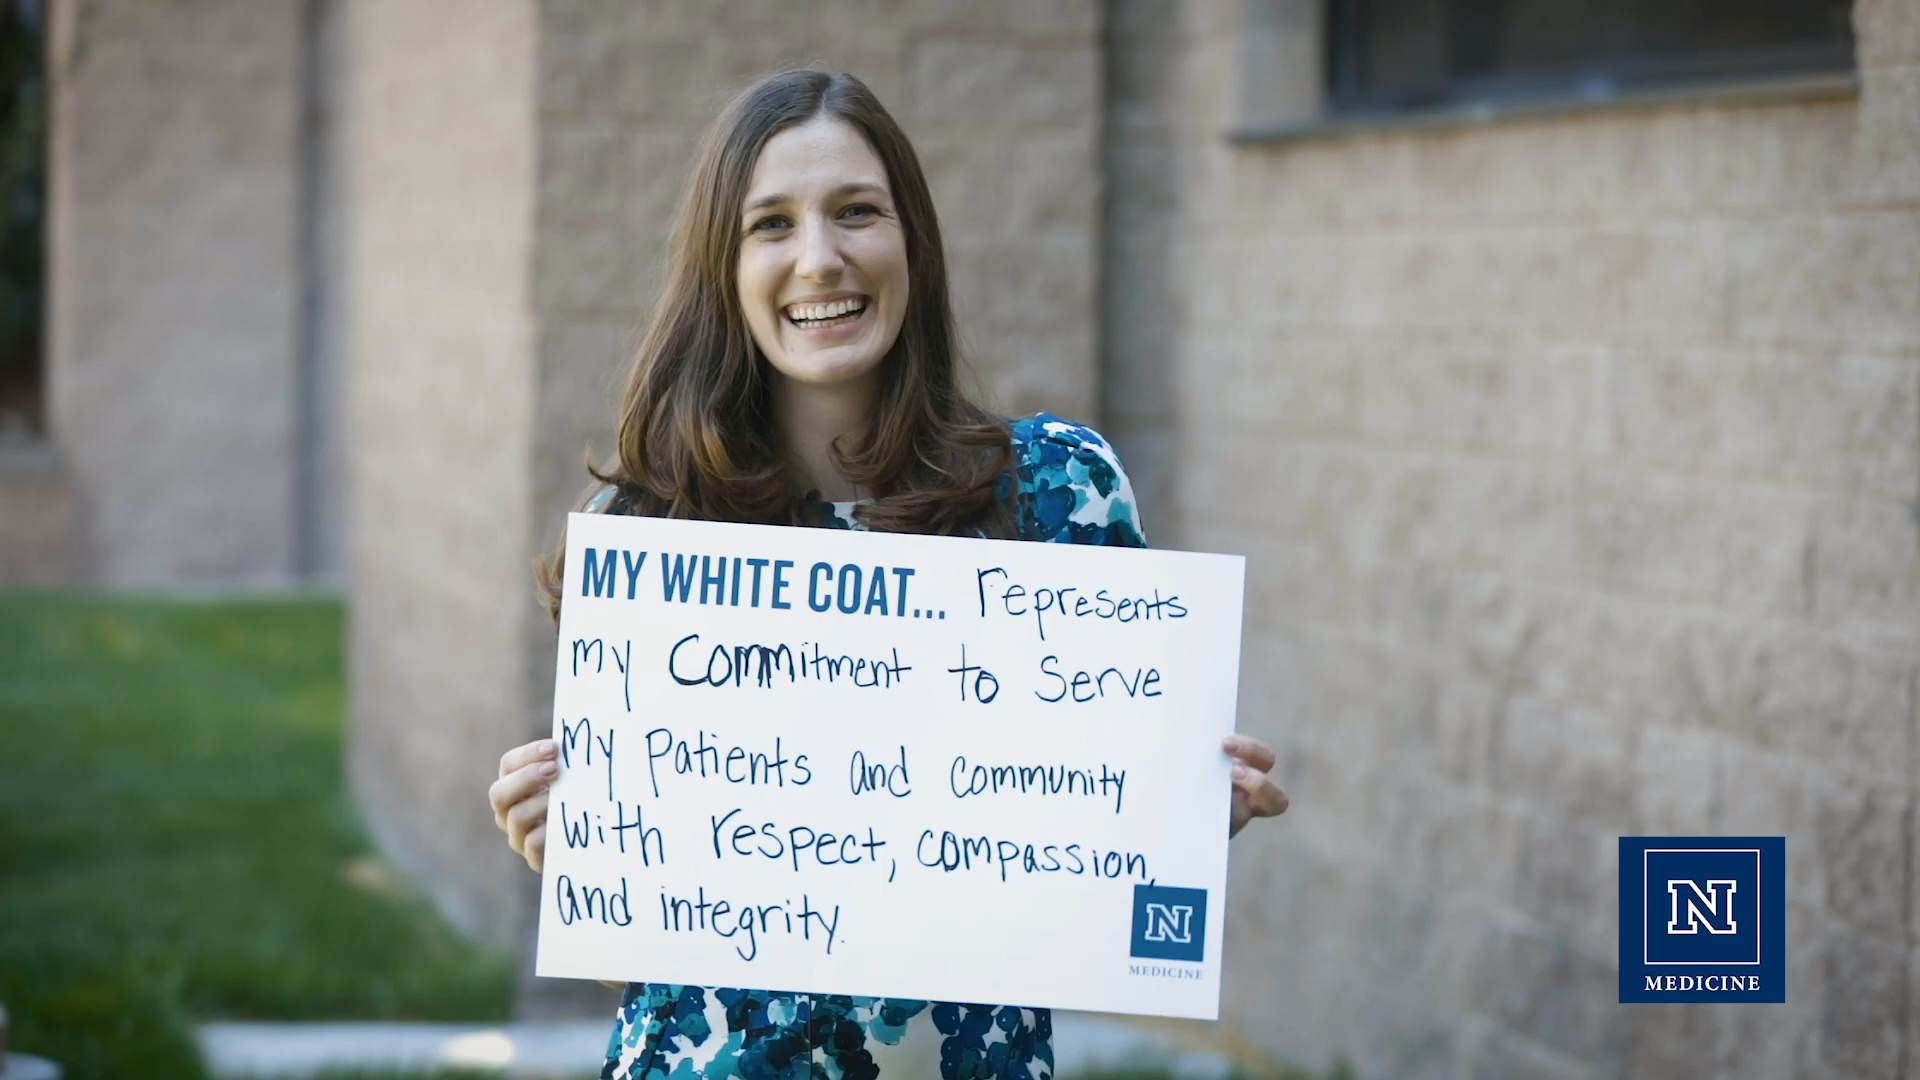 MY WHITE COAT... represents
my commitment to serve
my patients and community
with respect, compassion,
and integrity.
N
MEDICINE
N
MEDICINE